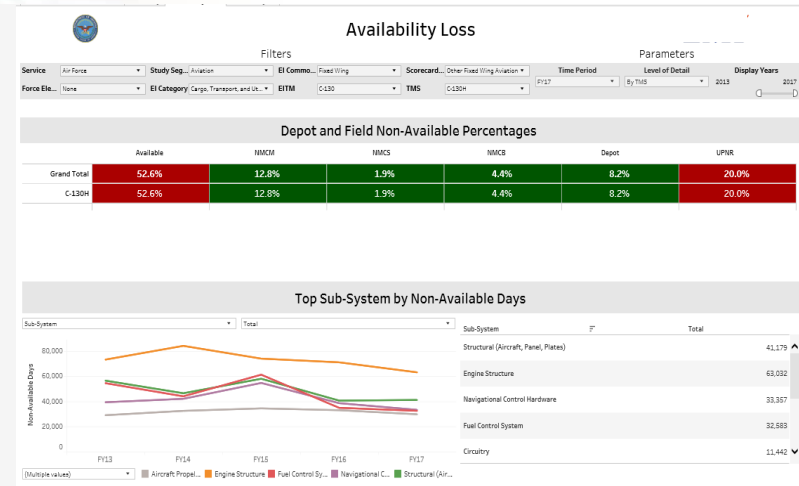 Availability Loss
Filters
Parameters
Service Air Force Study Seg... Aviation EI Commo... Fixed Wing Scorecard... Other Fixed Wing Aviation Time Period Level of Detail Display Years
FY17 By TMS 2013 2017
Force Ele... None EI Category Cargo, Transport, and Ut... EITM C-130 TMS C-130H
Depot and Field Non-Available Percentages
Available NMCM NMCS NMCB Depot UPNR
Grand Total 52.6% 12.8% 1.9% 4.4% 8.2% 20.0%
C-130H 52.6% 12.8% 1.9% 4.4% 8.2% 20.0%
Top Sub-System by Non-Available Days
Sub-System Total
Sub-System Total
Structural (Aircraft, Panel, Plates) 41,179
Engine Structure 63,032
Navigational Control Hardware 33,357
Fuel Control System 32,583
Circuitry 11,442
Non-Available Days
80,000
60,000
40,000
20,000
0
FY13 FY14 FY15 FY16 FY17
(Multiple values) Aircraft Propel... Engine Structure Fuel Control Sy... Navigational C... Structural (Air...